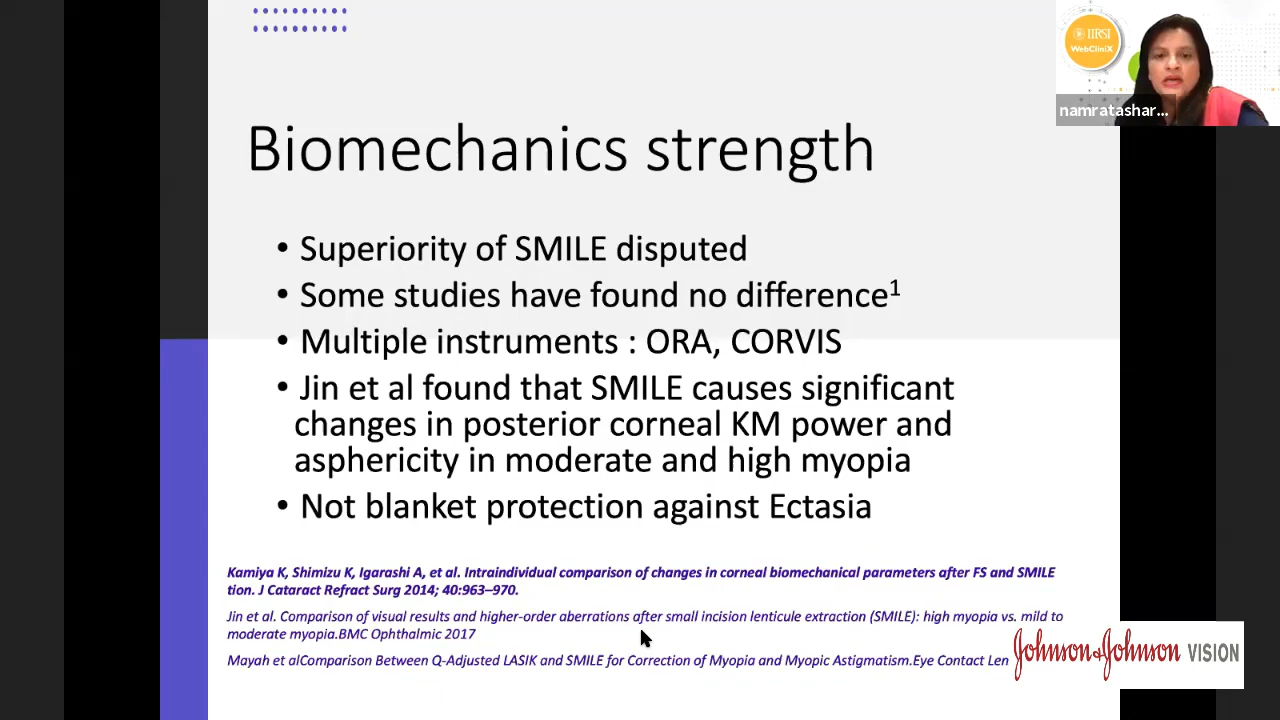 IIRSI
WebCliniX
namratashar...
Biomechanics strength
• Superiority of SMILE disputed
• Some studies have found no difference¹
• Multiple instruments : ORA, CORVIS
• Jin et al found that SMILE causes significant
changes in posterior corneal KM power and
asphericity in moderate and high myopia
• Not blanket protection against Ectasia
Kamiya K, Shimizu K, Igarashi A, et al. Intraindividual comparison of changes in corneal biomechanical parameters after FS and SMILE
tion. J Cataract Refract Surg 2014; 40:963–970.
Jin et al. Comparison of visual results and higher-order aberrations after small incision lenticule extraction (SMILE): high myopia vs. mild to
moderate myopia.BMC Ophthalmic 2017
Mayah et alComparison Between Q-Adjusted LASIK and SMILE for Correction of Myopia and Myopic Astigmatism.Eye Contact Len
Johnson & Johnson VISION